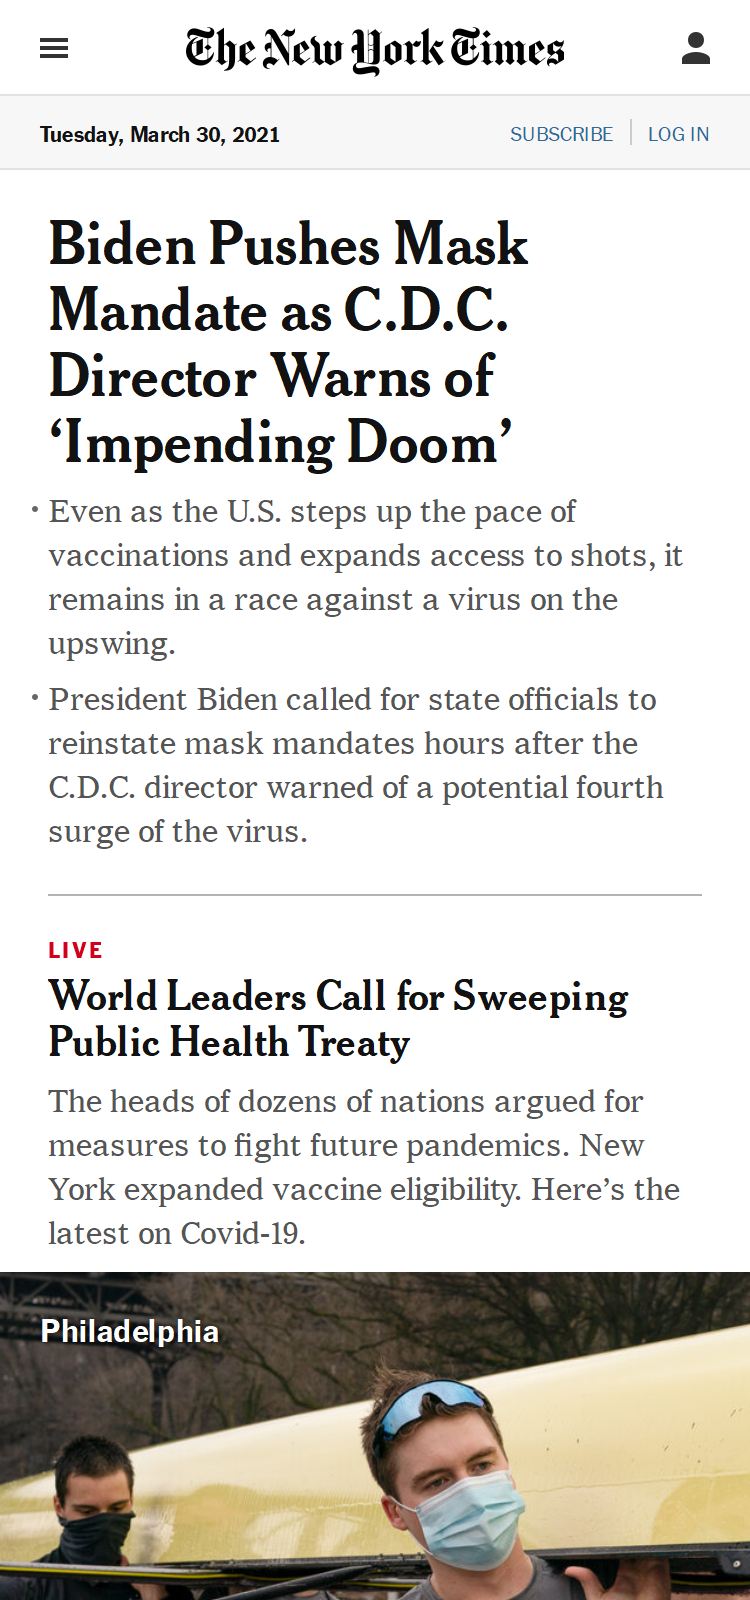 The New York Times
Tuesday, March 30, 2021
SUBSCRIBE
LOG IN
Biden Pushes Mask
Mandate as C.D.C.
Director Warns of
‘Impending Doom’
• Even as the U.S. steps up the pace of
vaccinations and expands access to shots, it
remains in a race against a virus on the
upswing.
• President Biden called for state officials to
reinstate mask mandates hours after the
C.D.C. director warned of a potential fourth
surge of the virus.
LIVE
World Leaders Call for Sweeping
Public Health Treaty
The heads of dozens of nations argued for
measures to fight future pandemics. New
York expanded vaccine eligibility. Here’s the
latest on Covid-19.
Philadelphia